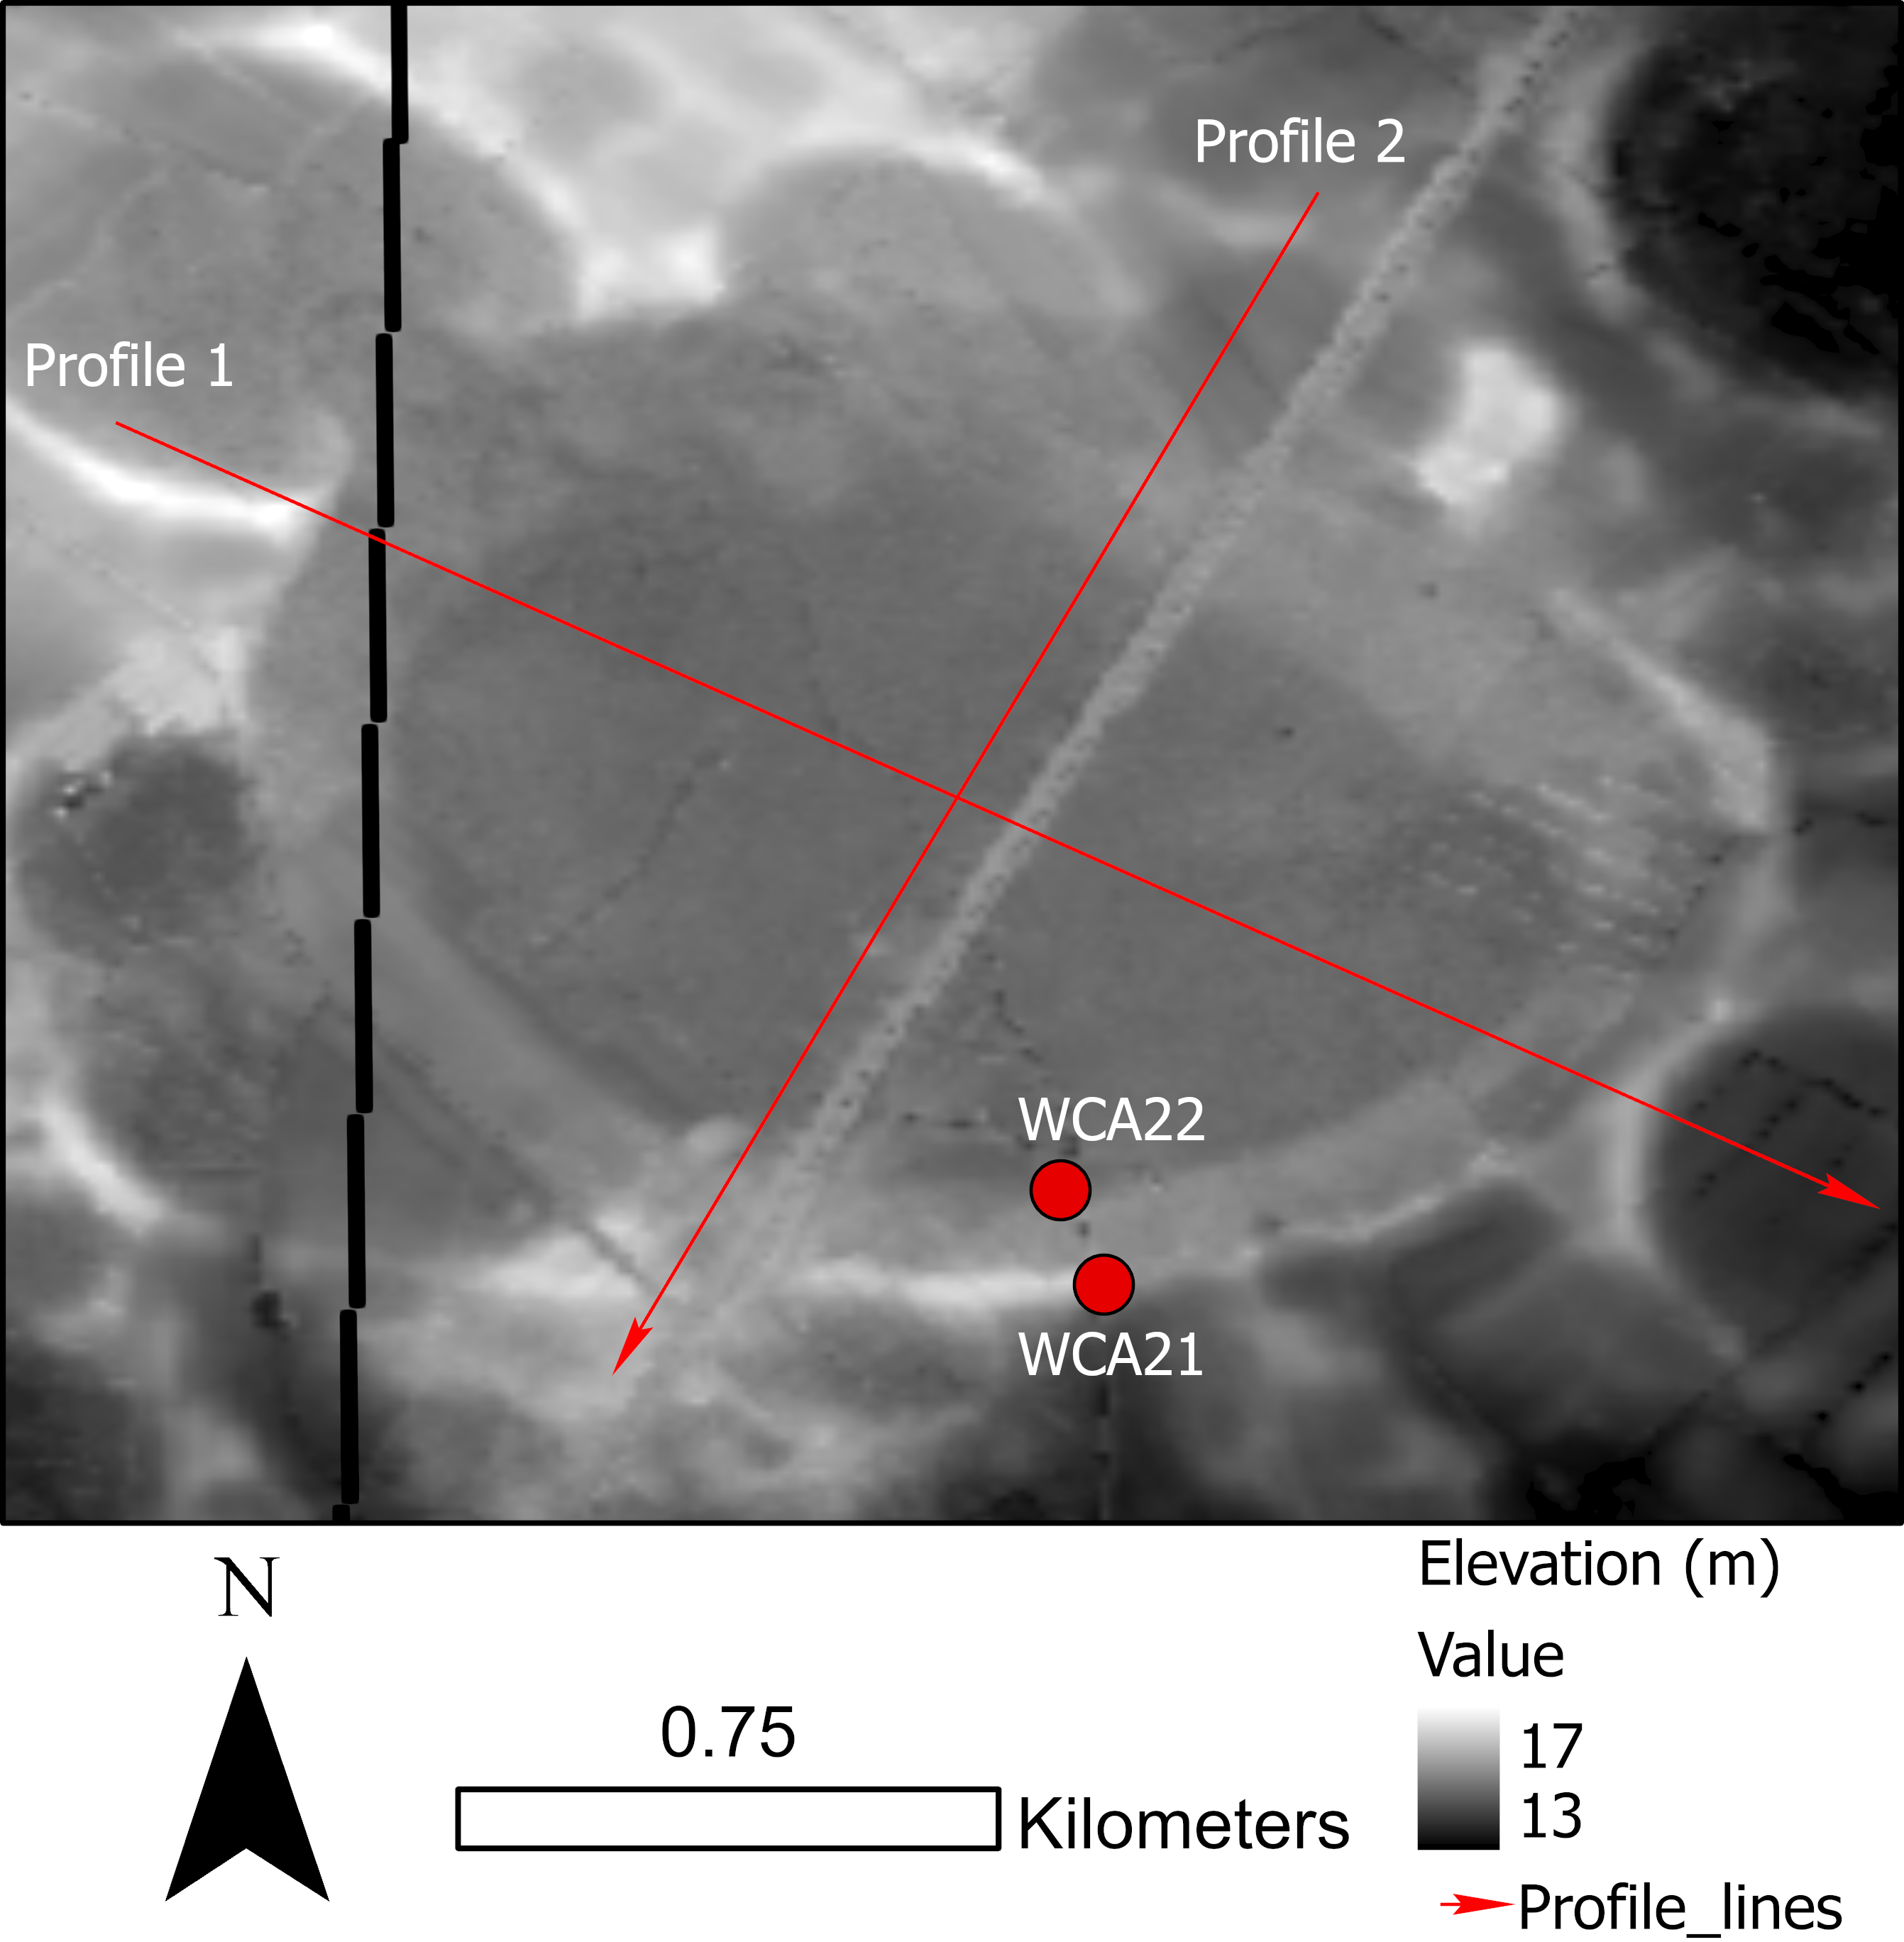 Profile 2
Profile 1
WCA22
WCA21
N
0.75
Kilometers
Elevation (m)
Value
17
13
Profile_lines